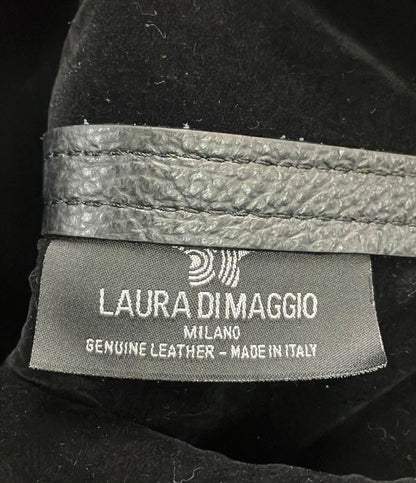 LAURA DI MAGGIO
MILANO
GENUINE LEATHER – MADE IN ITALY